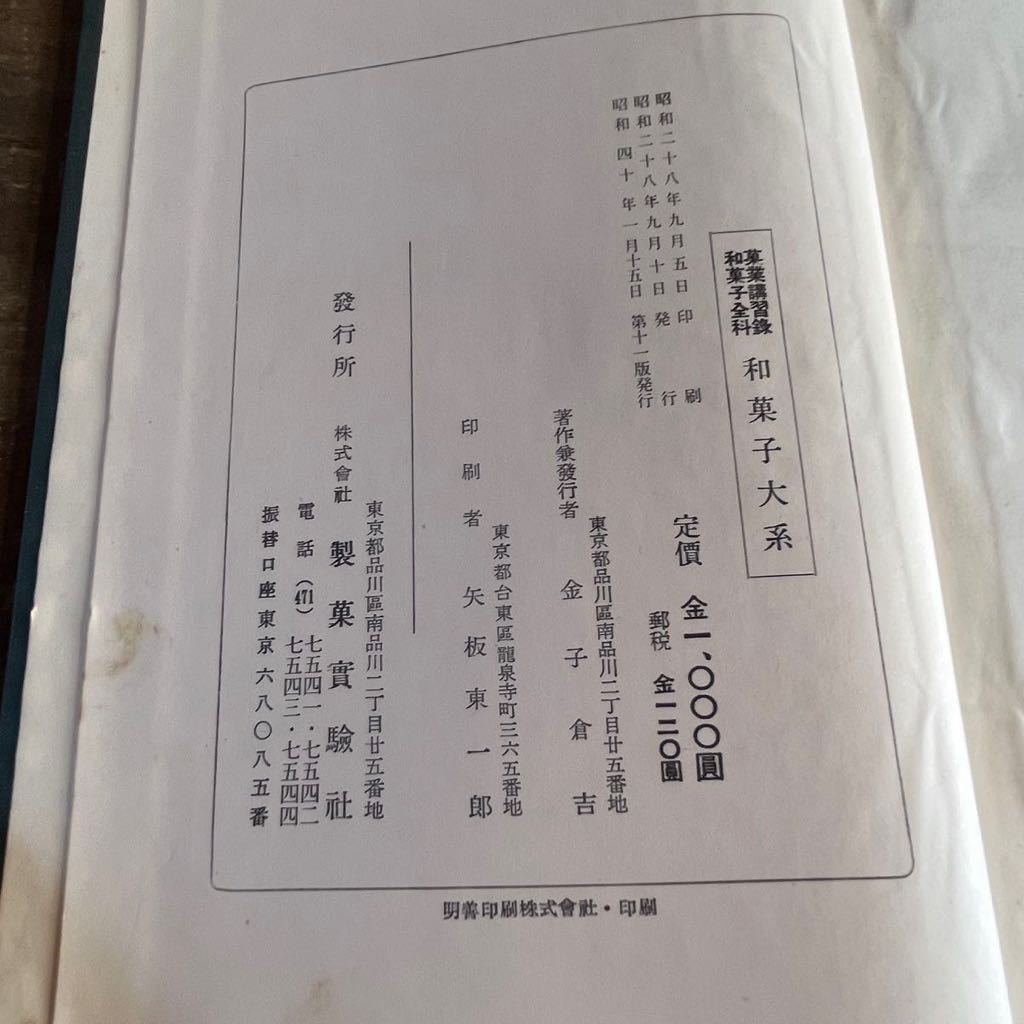 菓業講習錄
和菓子全科
和菓子大系
定價 金一、〇〇〇圓
郵税 金一二〇圓
昭和二十八年九月五日 印刷
昭和二十八年九月十日 発行
昭和四十年一月十五日 第十一版発行
東京都品川區南品川二丁目廿五番地
著作兼發行者 金子倉吉
東京都台東區龍泉寺町三六五番地
印刷者 矢板東一郎
東京都品川區南品川二丁目廿五番地
發行所 株式會社 製菓實驗社
電話(471)七五四一・七五四二
七五四三・七五四四
振替口座東京六八〇八五番
明善印刷株式會社・印刷